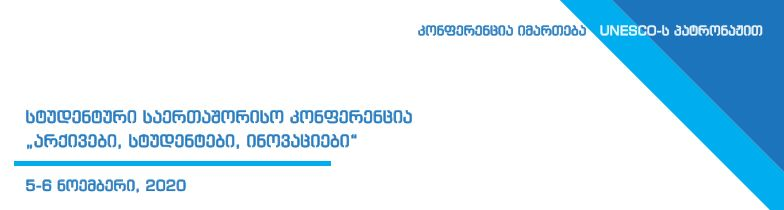 კონფერენცია იმართება UNESCO-ს პატრონაჟით
სტუდენტური საერთაშორისო კონფერენცია
„არქივები, სტუდენტები, ინოვაციები“
5-6 ნოემბერი, 2020